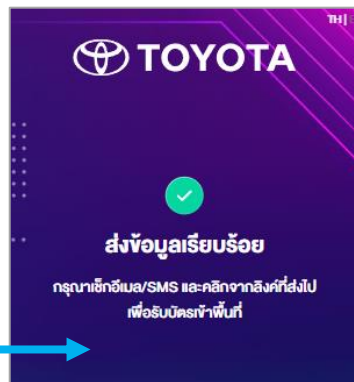 TH|
TOYOTA
ส่งข้อมูลเรียบร้อย
กรุณาเช็กอีเมล/SMS และคลิกจากลิงค์ที่ส่งไป
เพื่อรับบัตรเข้าพื้นที่